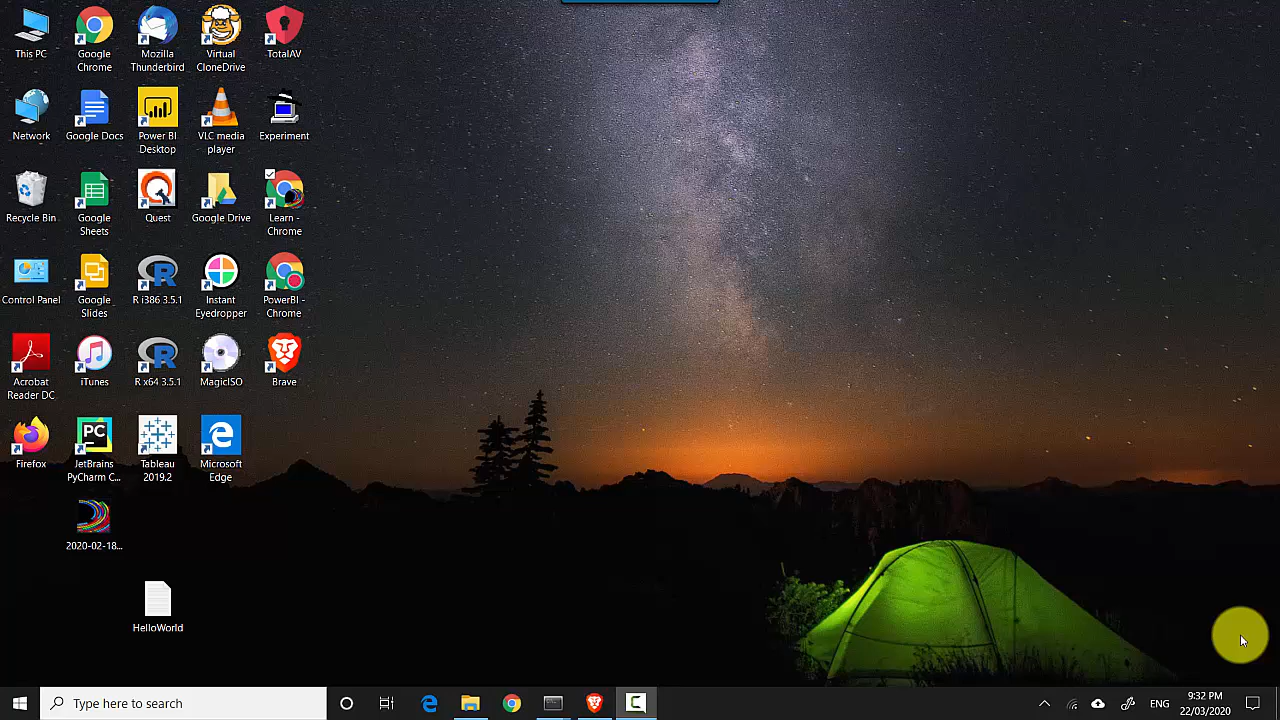 This PC
Google
Chrome
Mozilla
Thunderbird
Virtual
CloneDrive
TotalAV
Network
Google Docs
Power BI
Desktop
VLC media
player
Experiment
Recycle Bin
Google
Sheets
Quest
Google Drive
Learn -
Chrome
Control Panel
Google
Slides
R i386 3.5.1
Instant
Eyedropper
PowerBI -
Chrome
Acrobat
Reader DC
iTunes
R x64 3.5.1
MagicISO
Brave
Firefox
PC
JetBrains
PyCharm C...
Tableau
2019.2
Microsoft
Edge
2020-02-18...
HelloWorld
Type here to search
ENG
9:32 PM
22/03/2020